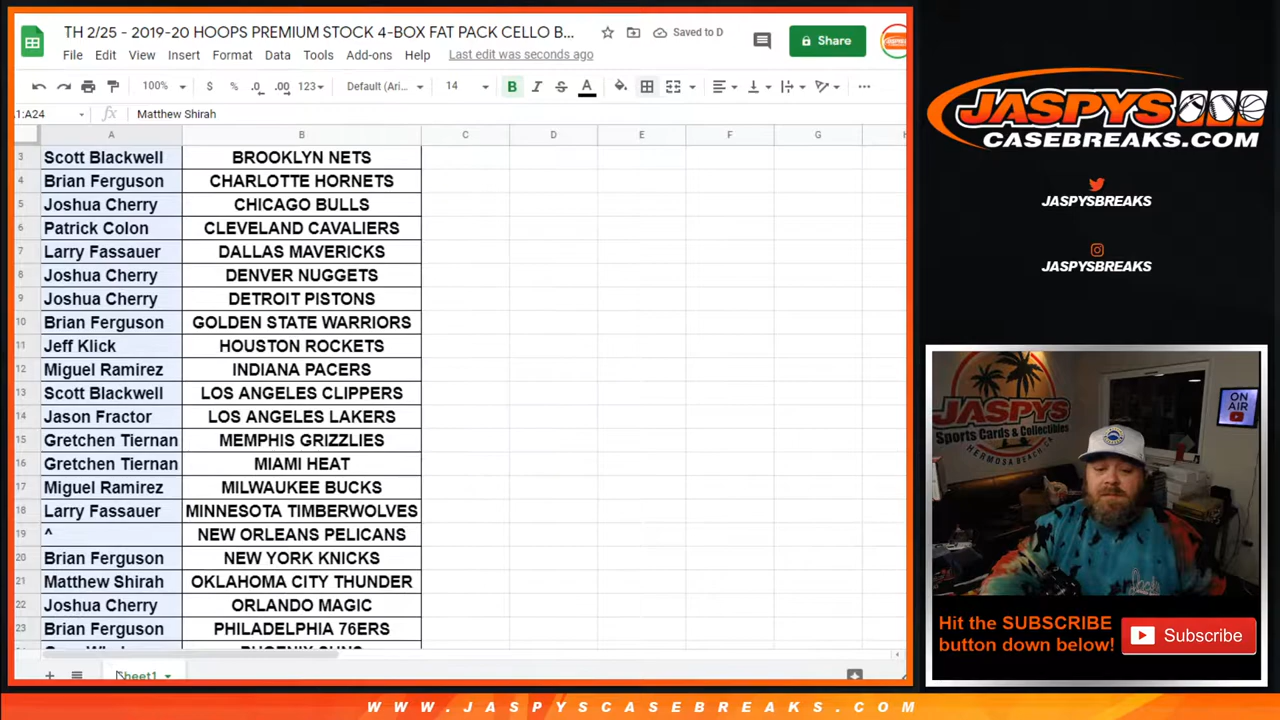 TH 2/25 - 2019-20 HOOPS PREMIUM STOCK 4-BOX FAT PACK CELLO B...
Saved to D
Share
File Edit View Insert Format Data Tools Add-ons Help Last edit was seconds ago
100% $ % .0 .00 123 Default (Ari... 14 B I S A
1:A24 fx Matthew Shirah
A B C D E F G
3 Scott Blackwell BROOKLYN NETS
4 Brian Ferguson CHARLOTTE HORNETS
5 Joshua Cherry CHICAGO BULLS
6 Patrick Colon CLEVELAND CAVALIERS
7 Larry Fassauer DALLAS MAVERICKS
8 Joshua Cherry DENVER NUGGETS
9 Joshua Cherry DETROIT PISTONS
10 Brian Ferguson GOLDEN STATE WARRIORS
11 Jeff Klick HOUSTON ROCKETS
12 Miguel Ramirez INDIANA PACERS
13 Scott Blackwell LOS ANGELES CLIPPERS
14 Jason Fractor LOS ANGELES LAKERS
15 Gretchen Tiernan MEMPHIS GRIZZLIES
16 Gretchen Tiernan MIAMI HEAT
17 Miguel Ramirez MILWAUKEE BUCKS
18 Larry Fassauer MINNESOTA TIMBERWOLVES
19 ^ NEW ORLEANS PELICANS
20 Brian Ferguson NEW YORK KNICKS
21 Matthew Shirah OKLAHOMA CITY THUNDER
22 Joshua Cherry ORLANDO MAGIC
23 Brian Ferguson PHILADELPHIA 76ERS
PHOENIX SUNS
Sheet1
JASPYS
CASEBREAKS.COM
JASPYSBREAKS
JASPYSBREAKS
JASPYS
Sports Cards & Collectibles
HERMOSA BEACH, CA
ON AIR
Hit the SUBSCRIBE
button down below!
Subscribe
WWW.JASPYSCASEBREAKS.COM